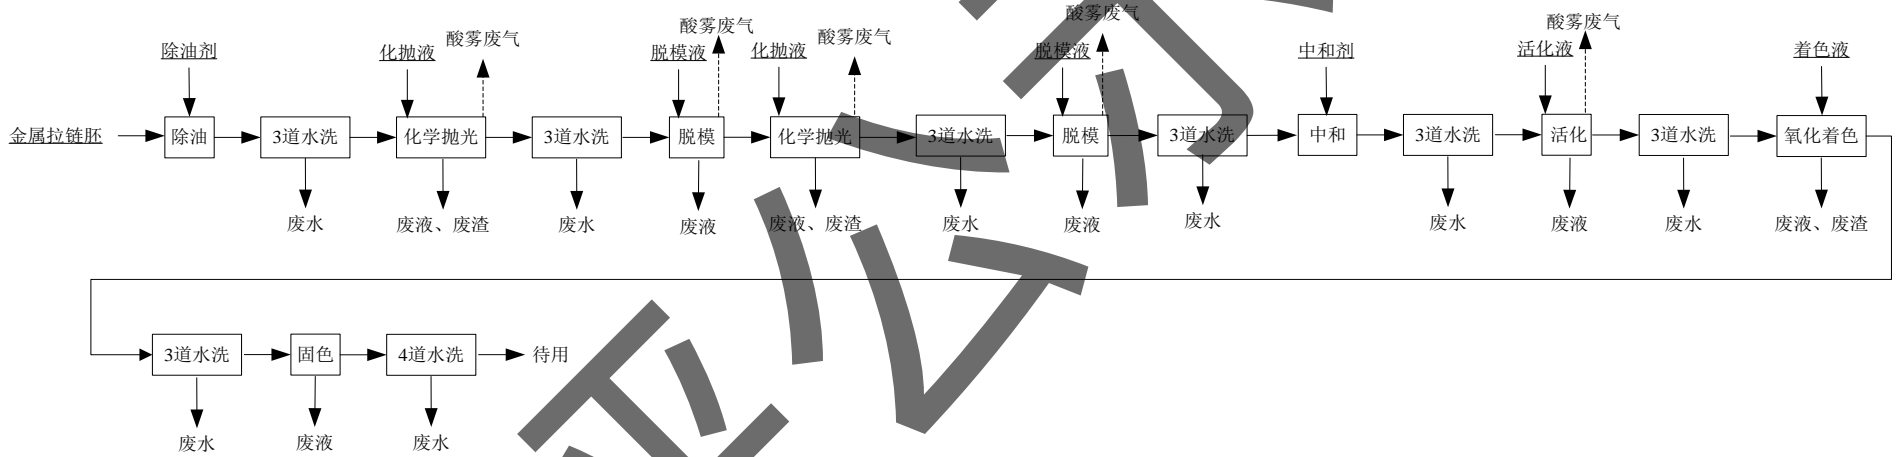 酸雾废气
酸雾废气 酸雾废气
除油剂 化抛液 酸雾废气 脱模液 化抛液 酸雾废气 脱模液 中和剂 活化液 着色液
金属拉链胚 除油 3道水洗 化学抛光 3道水洗 脱模 化学抛光 3道水洗 脱模 3道水洗 中和 3道水洗 活化 3道水洗 氧化着色
废水 废液、废渣 废水 废液 废液、废渣 废水 废液 废水 废水 废液 废水 废液、废渣
3道水洗 固色 4道水洗 待用
废水 废液 废水